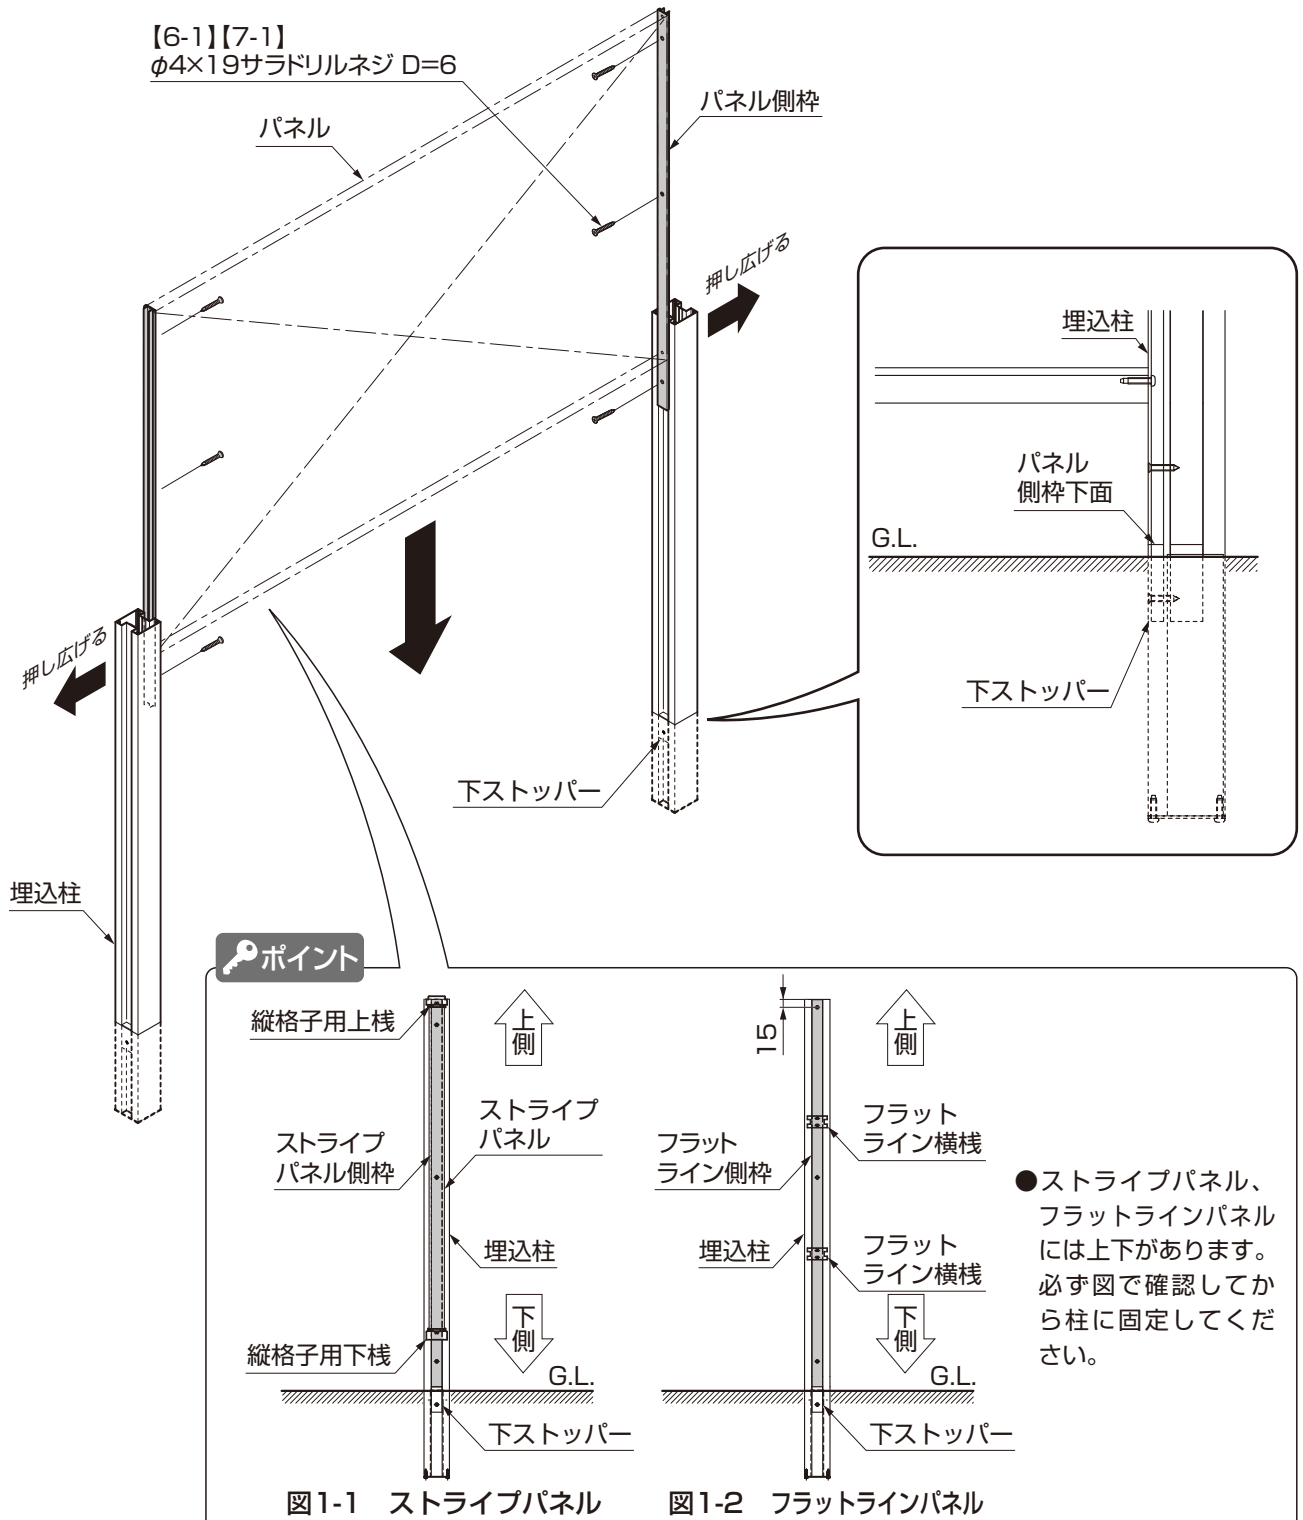 【6-1】【7-1】
φ4×19サラドリルネジ D=6
パネル
パネル側枠
押し広げる
押し広げる
下ストッパー
埋込柱
埋込柱
パネル
側枠下面
G.L.
下ストッパー
ポイント
縦格子用上桟
上側
ストライプ
パネル側枠
ストライプ
パネル
埋込柱
下側
縦格子用下桟
G.L.
下ストッパー
図1-1 ストライプパネル
15
上側
フラット
ライン横桟
フラット
ライン側枠
埋込柱
フラット
ライン横桟
下側
G.L.
下ストッパー
図1-2 フラットラインパネル
●ストライプパネル、
フラットラインパネル
には上下があります。
必ず図で確認してか
ら柱に固定してくだ
さい。